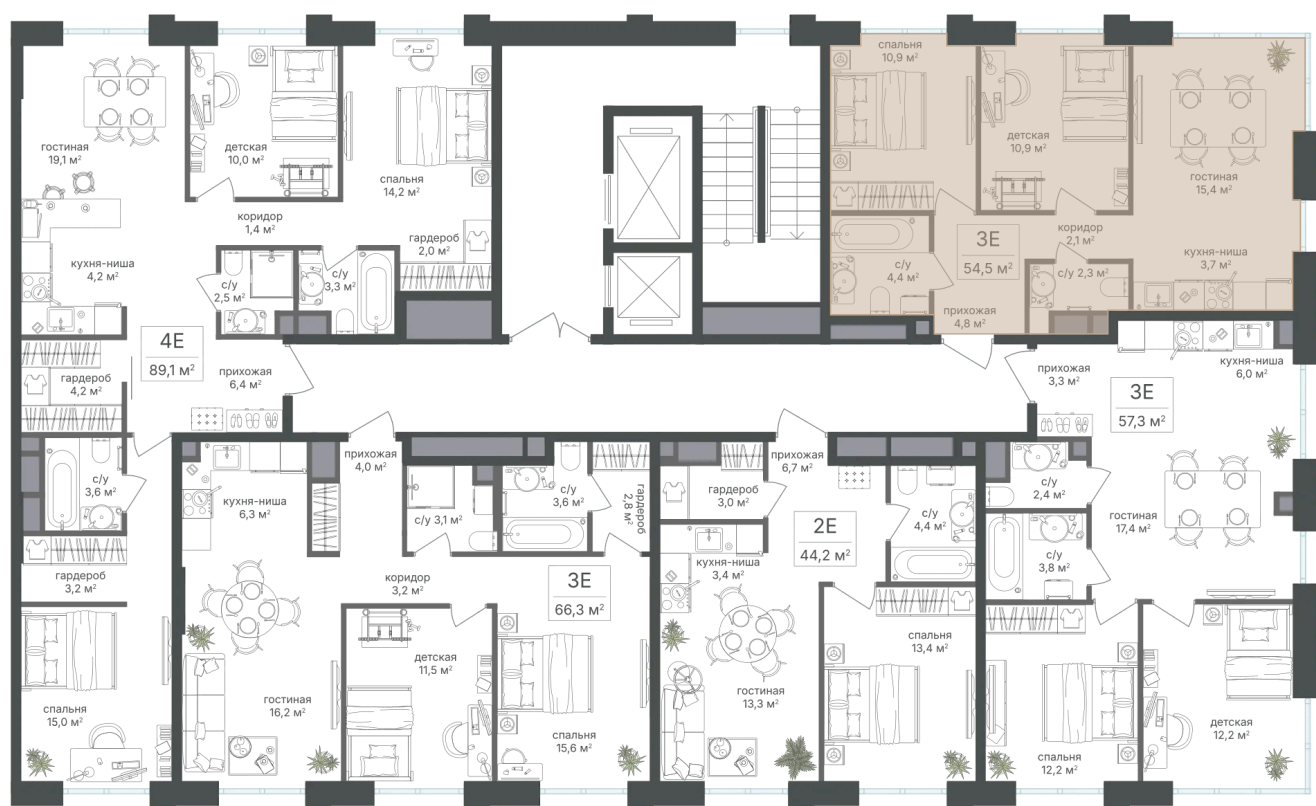 гостиная
19,1 м²
детская
10,0 м²
спальня
14,2 м²
коридор
1,4 м²
гардероб
2,0 м²
кухня-ниша
4,2 м²
с/у
2,5 м²
с/у
3,3 м²
4Е
89,1 м²
гардероб
4,2 м²
прихожая
6,4 м²
с/у
3,6 м²
гардероб
3,2 м²
спальня
15,0 м²
спальня
10,9 м²
детская
10,9 м²
гостиная
15,4 м²
3Е
54,5 м²
коридор
2,1 м²
с/у
4,4 м²
с/у 2,3 м²
кухня-ниша
3,7 м²
прихожая
4,8 м²
прихожая
3,3 м²
кухня-ниша
6,0 м²
3Е
57,3 м²
с/у
2,4 м²
гостиная
17,4 м²
с/у
3,8 м²
спальня
12,2 м²
детская
12,2 м²
прихожая
4,0 м²
кухня-ниша
6,3 м²
с/у 3,1 м²
с/у
3,6 м²
гардероб
2,8 м²
коридор
3,2 м²
3Е
66,3 м²
гостиная
16,2 м²
детская
11,5 м²
спальня
15,6 м²
прихожая
6,7 м²
гардероб
3,0 м²
2Е
44,2 м²
с/у
4,4 м²
кухня-ниша
3,4 м²
гостиная
13,3 м²
спальня
13,4 м²